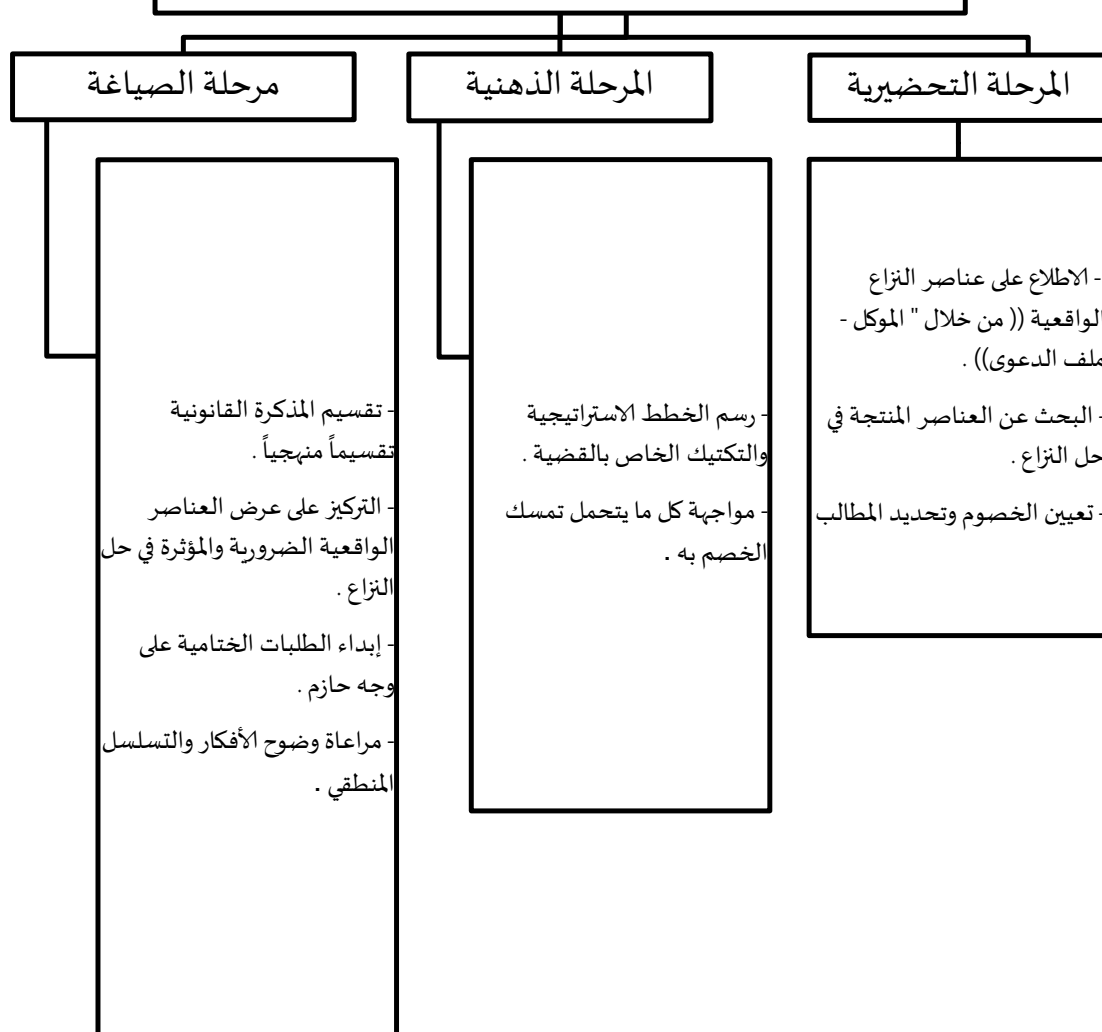 المرحلة التحضيرية
المرحلة الذهنية
مرحلة الصياغة
- الاطلاع على عناصر النزاع
الواقعية (( من خلال " الموكل -
ملف الدعوى)) .
- البحث عن العناصر المنتجة في
حل النزاع .
- تعيين الخصوم وتحديد المطالب
- رسم الخطط الاستراتيجية
والتكتيك الخاص بالقضية .
- مواجهة كل ما يتحمل تمسك
الخصم به .
- تقسيم المذكرة القانونية
تقسيماً منهجياً .
- التركيز على عرض العناصر
الواقعية الضرورية والمؤثرة في حل
النزاع .
- إبداء الطلبات الختامية على
وجه حازم .
- مراعاة وضوح الأفكار والتسلسل
المنطقي .